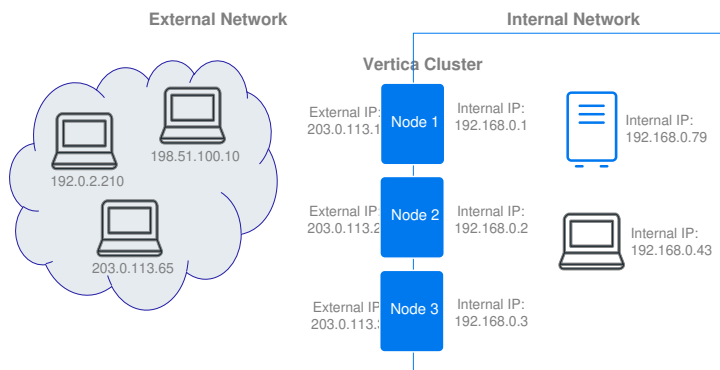 External Network
Internal Network
Vertica Cluster
External IP:
203.0.113.1
Node 1
Internal IP:
192.168.0.1
Internal IP:
192.168.0.79
198.51.100.10
192.0.2.210
External IP:
203.0.113.2
Node 2
Internal IP:
192.168.0.2
Internal IP:
192.168.0.43
203.0.113.65
External IP
203.0.113.3
Node 3
Internal IP:
192.168.0.3